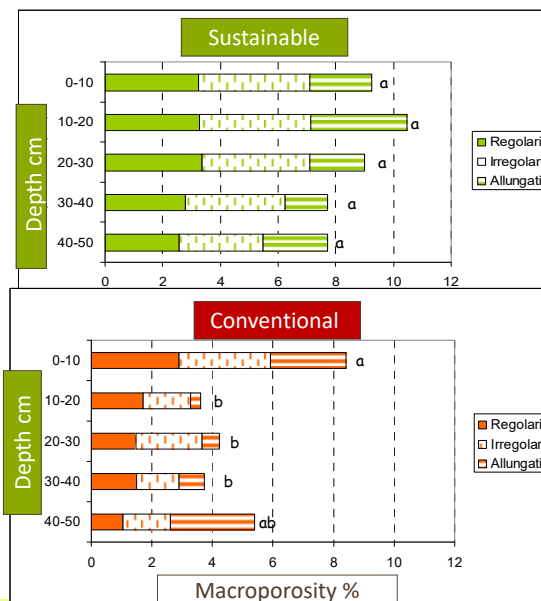 Sustainable
Depth cm
0-10
a
10-20
a
20-30
a
30-40
a
40-50
a
0 2 4 6 8 10 12
Regolari
Irregolar
Allungati
Conventional
Depth cm
0-10
a
10-20
b
20-30
b
30-40
b
40-50
ab
0 2 4 6 8 10 12
Regolari
Irregolar
Allungati
Macroporosity %